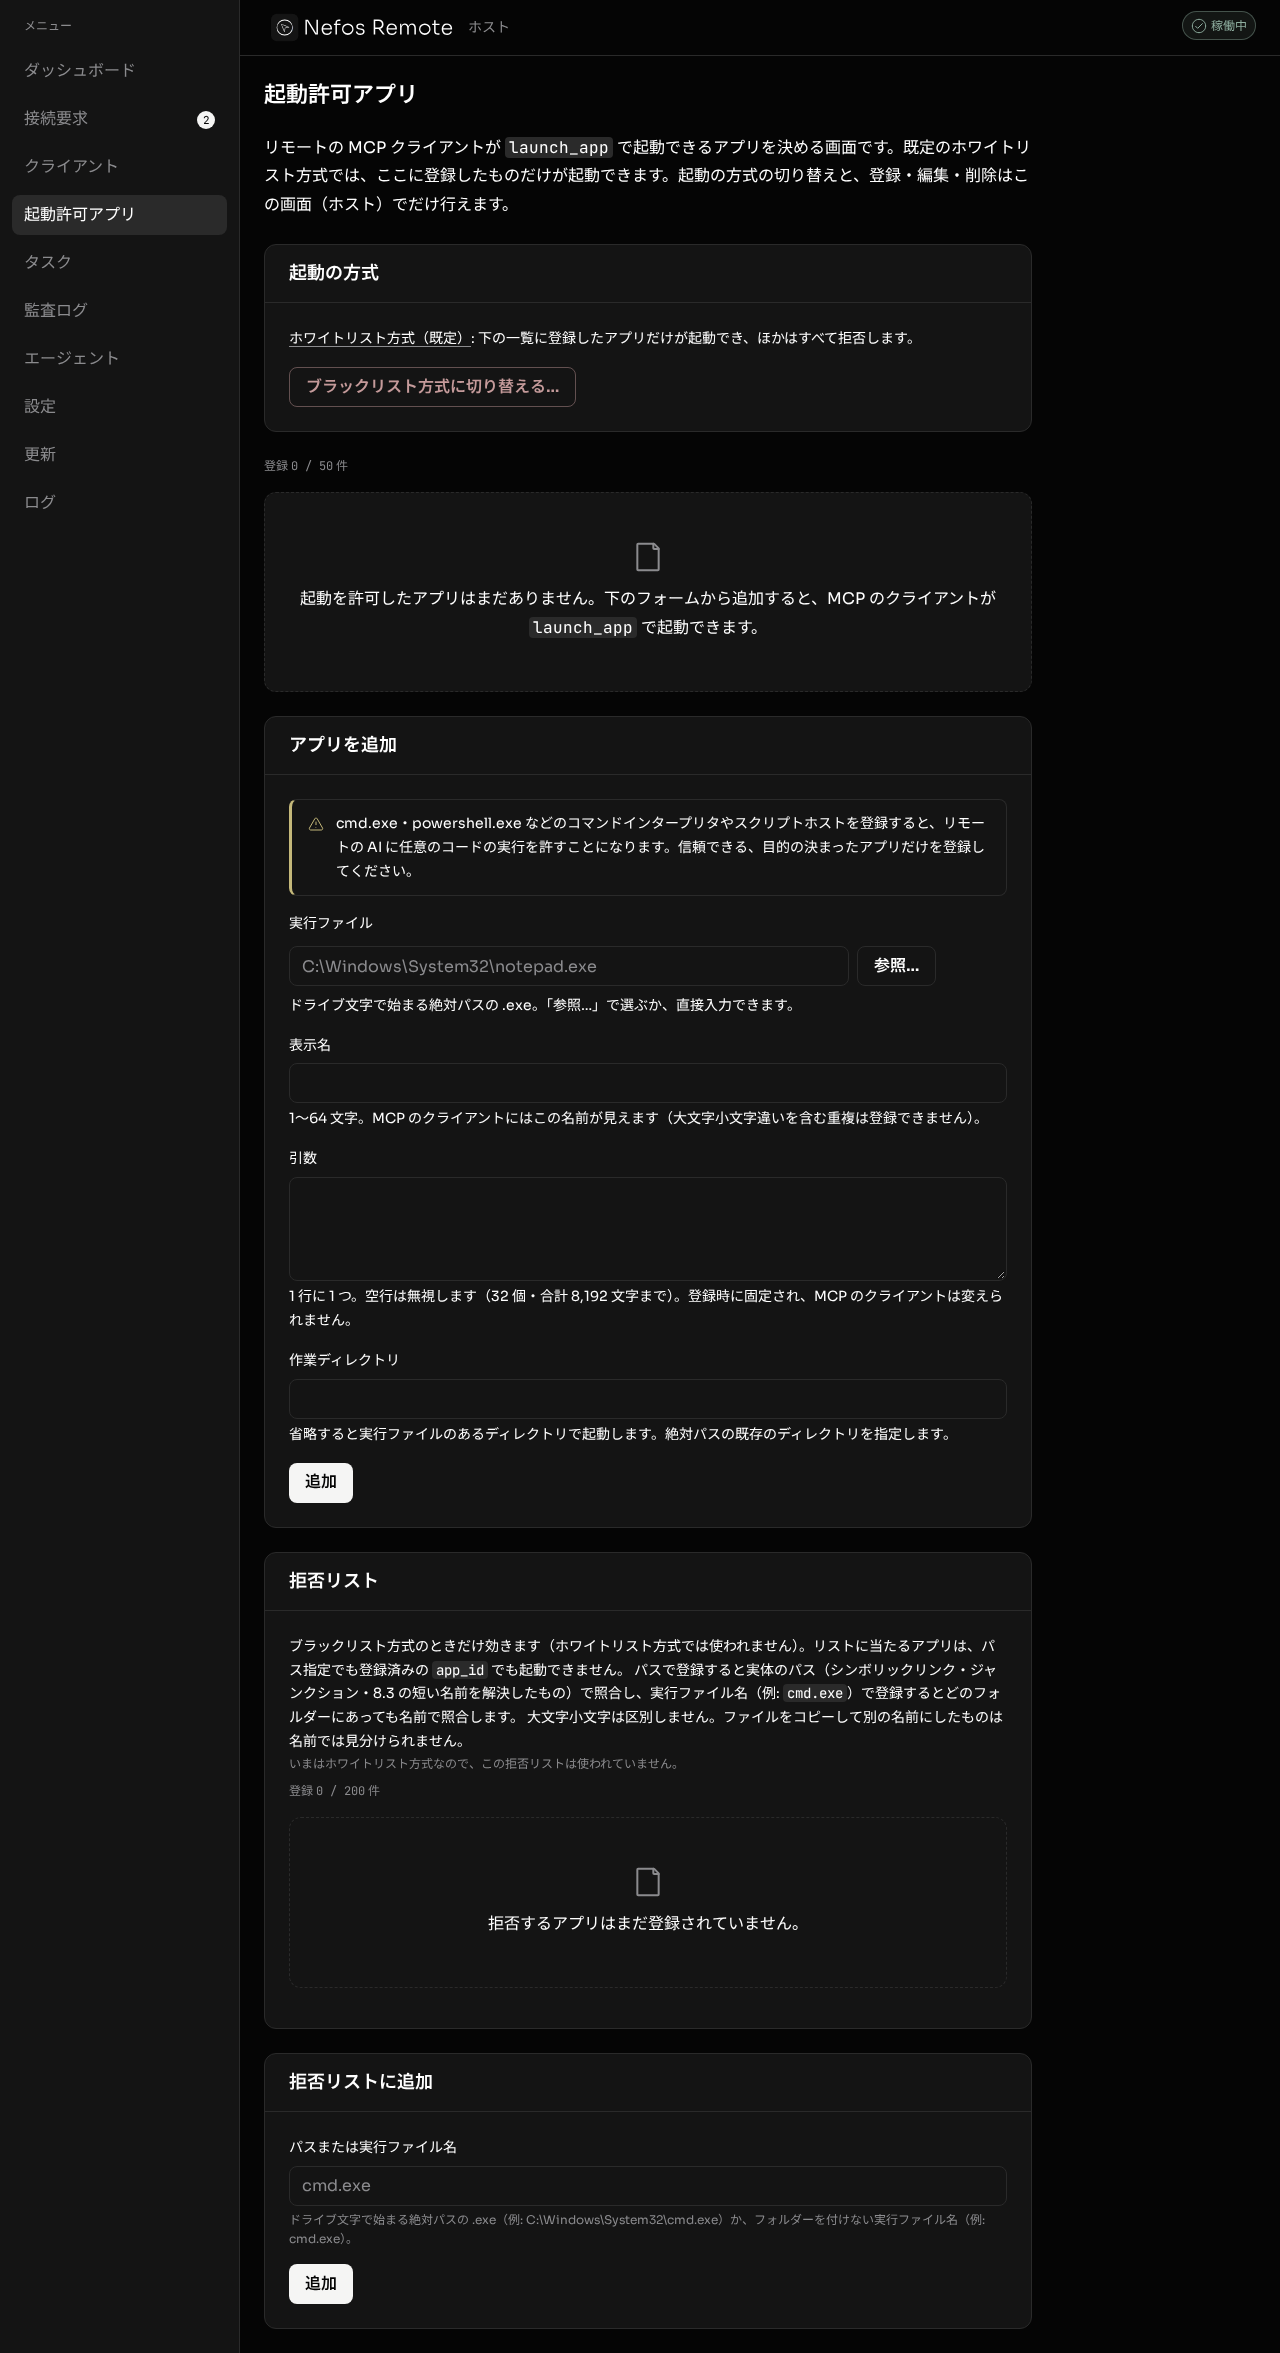 メニュー
ダッシュボード
接続要求
2
クライアント
起動許可アプリ
タスク
監査ログ
エージェント
設定
更新
ログ
Nefos Remote ホスト
稼働中
起動許可アプリ
リモートの MCP クライアントが launch_app で起動できるアプリを決める画面です。既定のホワイトリ
スト方式では、ここに登録したものだけが起動できます。起動の方式の切り替えと、登録・編集・削除はこ
の画面（ホスト）でだけ行えます。
起動の方式
ホワイトリスト方式（既定）: 下の一覧に登録したアプリだけが起動でき、ほかはすべて拒否します。
ブラックリスト方式に切り替える...
登録 0 / 50 件
起動を許可したアプリはまだありません。下のフォームから追加すると、MCP のクライアントが
launch_app で起動できます。
アプリを追加
cmd.exe・powershell.exe などのコマンドインタープリタやスクリプトホストを登録すると、リモー
トの AI に任意のコードの実行を許すことになります。信頼できる、目的の決まったアプリだけを登録し
てください。
実行ファイル
C:\Windows\System32\notepad.exe
参照...
ドライブ文字で始まる絶対パスの .exe。「参照...」で選ぶか、直接入力できます。
表示名
1〜64 文字。MCP のクライアントにはこの名前が見えます（大文字小文字違いを含む重複は登録できません）。
引数
1 行に 1 つ。空行は無視します（32 個・合計 8,192 文字まで）。登録時に固定され、MCP のクライアントは変えら
れません。
作業ディレクトリ
省略すると実行ファイルのあるディレクトリで起動します。絶対パスの既存のディレクトリを指定します。
追加
拒否リスト
ブラックリスト方式のときだけ効きます（ホワイトリスト方式では使われません）。リストに当たるアプリは、パ
ス指定でも登録済みの app_id でも起動できません。 パスで登録すると実体のパス（シンボリックリンク・ジャ
ンクション・8.3 の短い名前を解決したもの）で照合し、実行ファイル名（例: cmd.exe ）で登録するとどのフォ
ルダーにあっても名前で照合します。 大文字小文字は区別しません。ファイルをコピーして別の名前にしたものは
名前では見分けられません。
いまはホワイトリスト方式なので、この拒否リストは使われていません。
登録 0 / 200 件
拒否するアプリはまだ登録されていません。
拒否リストに追加
パスまたは実行ファイル名
cmd.exe
ドライブ文字で始まる絶対パスの .exe（例: C:\Windows\System32\cmd.exe）か、フォルダーを付けない実行ファイル名（例:
cmd.exe）。
追加